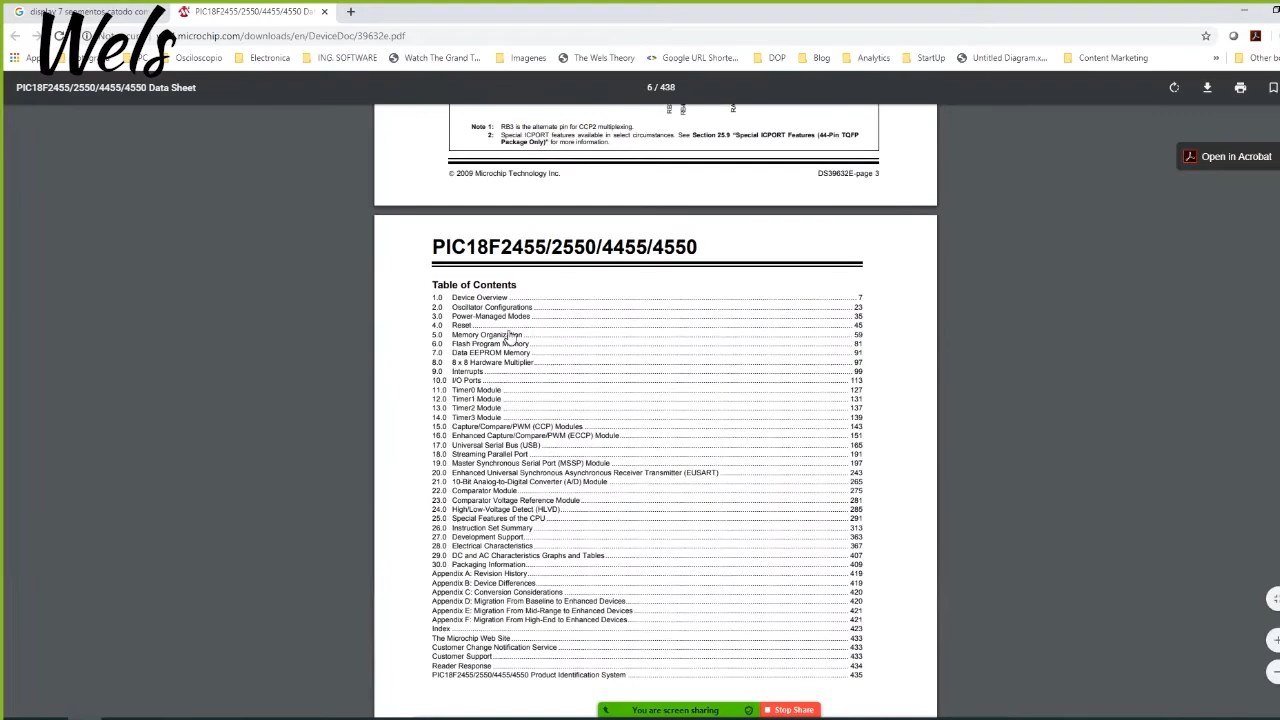 display 7 segmentos catodo com
PIC18F2455/2550/4455/4550 Da
Wels
microchip.com/downloads/en/DeviceDoc/39632e.pdf
Osciloscopio
Electronica
ING. SOFTWARE
Watch The Grand T...
Imagenes
The Wels Theory
Google URL Shorte...
DOP
Blog
Analytics
StartUp
Untitled Diagram.x...
Content Marketing
Other bo
PIC18F2455/2550/4455/4550 Data Sheet
6 / 438
Note 1: RB3 is the alternate pin for CCP2 multiplexing.
2: Special ICPORT features available in select circumstances. See Section 25.9 “Special ICPORT Features (44-Pin TQFP
Package Only)” for more information.
Open in Acrobat
© 2009 Microchip Technology Inc.
DS39632E-page 3
PIC18F2455/2550/4455/4550
Table of Contents
1.0 Device Overview 7
2.0 Oscillator Configurations 23
3.0 Power-Managed Modes 35
4.0 Reset 45
5.0 Memory Organization 59
6.0 Flash Program Memory 81
7.0 Data EEPROM Memory 91
8.0 8 x 8 Hardware Multiplier 97
9.0 Interrupts 99
10.0 I/O Ports 113
11.0 Timer0 Module 127
12.0 Timer1 Module 131
13.0 Timer2 Module 137
14.0 Timer3 Module 139
15.0 Capture/Compare/PWM (CCP) Modules 143
16.0 Enhanced Capture/Compare/PWM (ECCP) Module 151
17.0 Universal Serial Bus (USB) 165
18.0 Streaming Parallel Port 191
19.0 Master Synchronous Serial Port (MSSP) Module 197
20.0 Enhanced Universal Synchronous Asynchronous Receiver Transmitter (EUSART) 243
21.0 10-Bit Analog-to-Digital Converter (A/D) Module 265
22.0 Comparator Module 275
23.0 Comparator Voltage Reference Module 281
24.0 High/Low-Voltage Detect (HLVD) 285
25.0 Special Features of the CPU 291
26.0 Instruction Set Summary 313
27.0 Development Support 363
28.0 Electrical Characteristics 367
29.0 DC and AC Characteristics Graphs and Tables 407
30.0 Packaging Information 409
Appendix A: Revision History 419
Appendix B: Device Differences 419
Appendix C: Conversion Considerations 420
Appendix D: Migration From Baseline to Enhanced Devices 420
Appendix E: Migration From Mid-Range to Enhanced Devices 421
Appendix F: Migration From High-End to Enhanced Devices 421
Index 423
The Microchip Web Site 433
Customer Change Notification Service 433
Customer Support 433
Reader Response 434
PIC18F2455/2550/4455/4550 Product Identification System 435
You are screen sharing
Stop Share